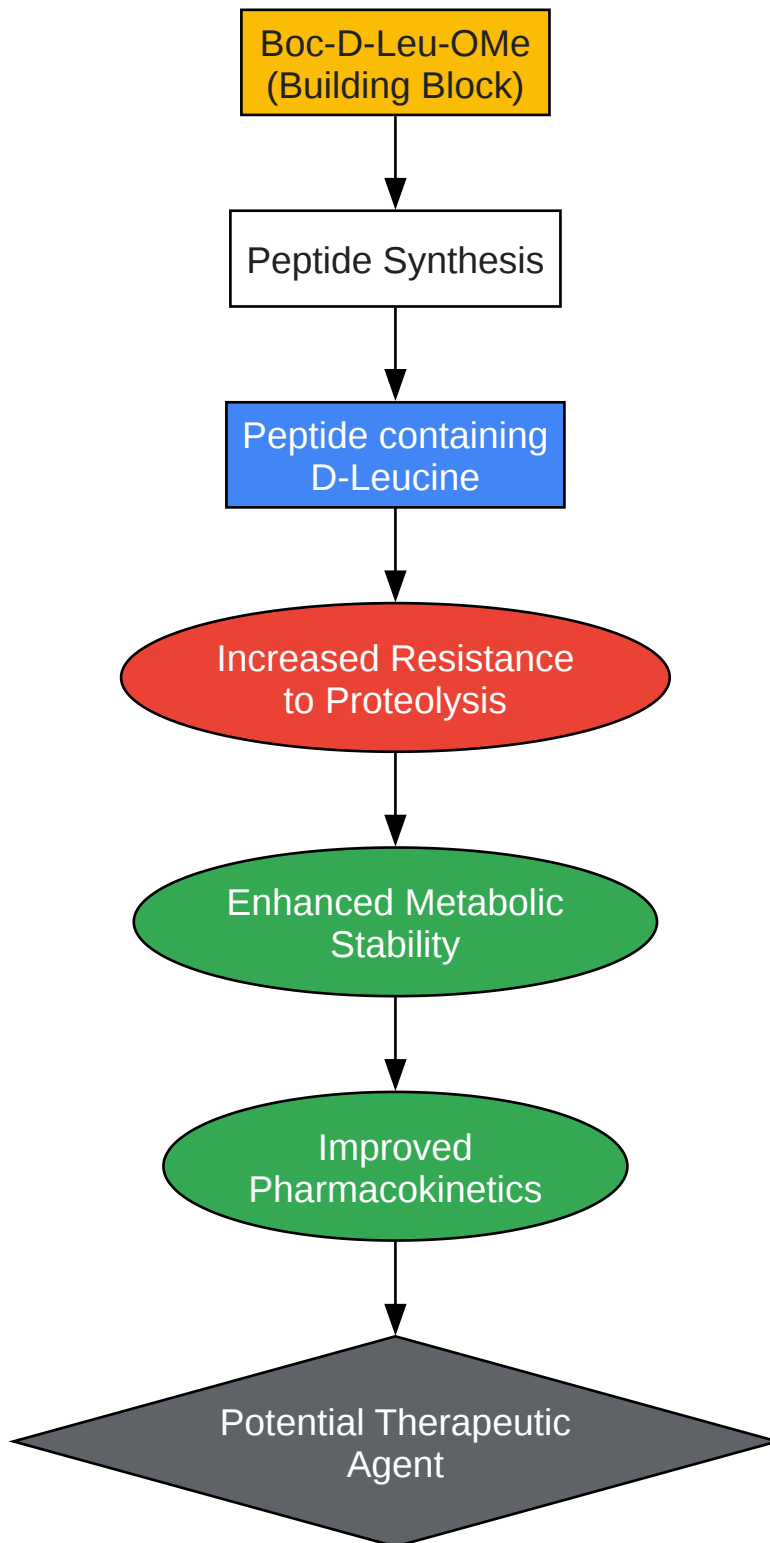 Boc-D-Leu-OMe
(Building Block)
Peptide Synthesis
Peptide containing
D-Leucine
Increased Resistance
to Proteolysis
Enhanced Metabolic
Stability
Improved
Pharmacokinetics
Potential Therapeutic
Agent